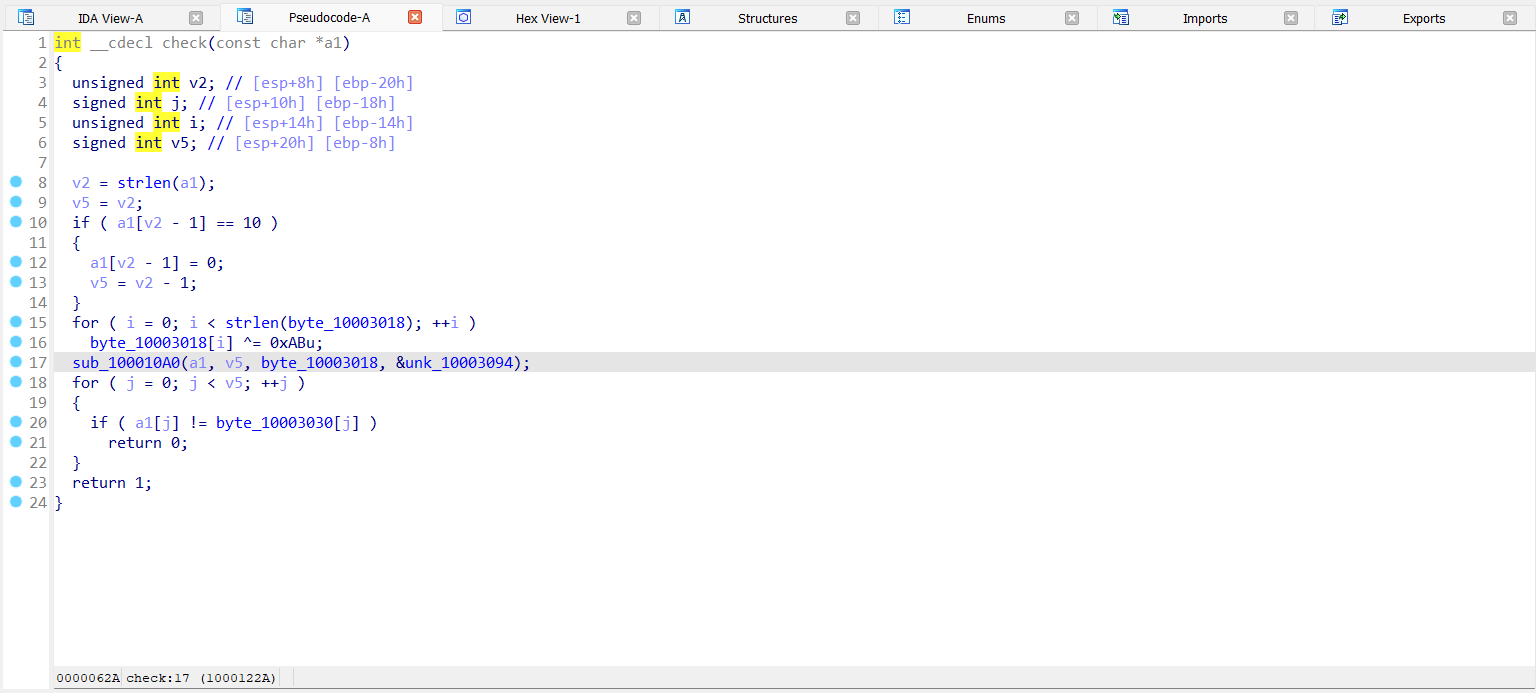 IDA View-A Pseudocode-A Hex View-1 Structures Enums Imports Exports
1 int __cdecl check(const char *a1)
2 {
3 unsigned int v2; // [esp+8h] [ebp-20h]
4 signed int j; // [esp+10h] [ebp-18h]
5 unsigned int i; // [esp+14h] [ebp-14h]
6 signed int v5; // [esp+20h] [ebp-8h]
7
8 v2 = strlen(a1);
9 v5 = v2;
10 if ( a1[v2 - 1] == 10 )
11 {
12 a1[v2 - 1] = 0;
13 v5 = v2 - 1;
14 }
15 for ( i = 0; i < strlen(byte_10003018); ++i )
16 byte_10003018[i] ^= 0xABu;
17 sub_100010A0(a1, v5, byte_10003018, &unk_10003094);
18 for ( j = 0; j < v5; ++j )
19 {
20 if ( a1[j] != byte_10003030[j] )
21 return 0;
22 }
23 return 1;
24 }
0000062A check:17 (1000122A)